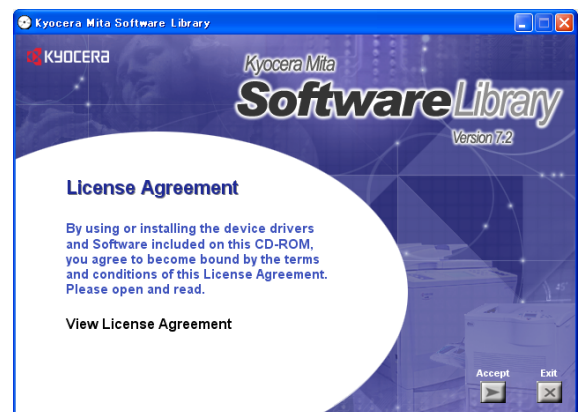 Kyocera Mita Software Library
KYOCERA
Kyocera Mita
Software Library
Version 7.2
License Agreement
By using or installing the device drivers
and Software included on this CD-ROM,
you agree to become bound by the terms
and conditions of this License Agreement.
Please open and read.
View License Agreement
Accept Exit